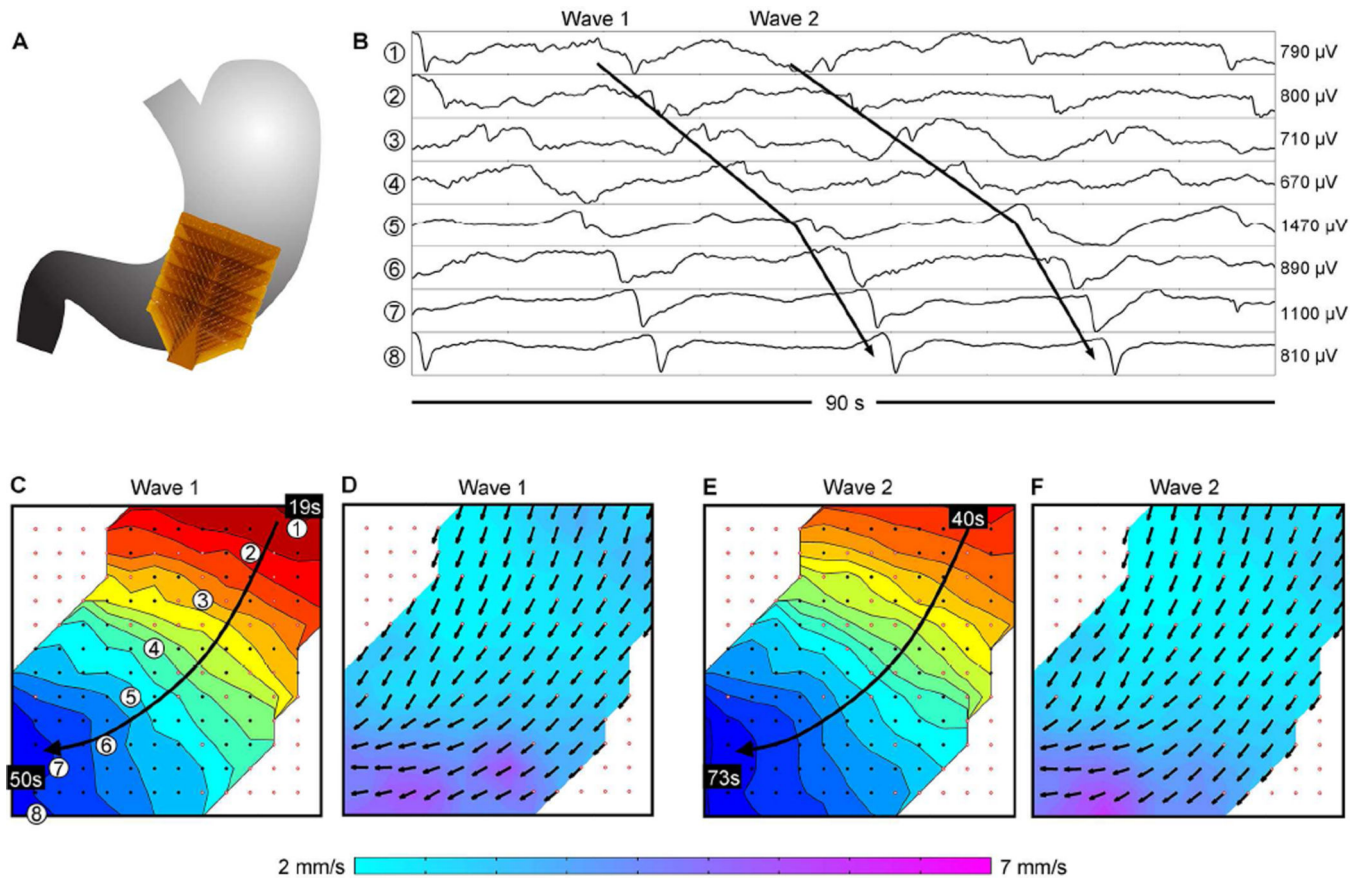 Wave 1 Wave 2
A B
① 790 µV
② 800 µV
③ 710 µV
④ 670 µV
⑤ 1470 µV
⑥ 890 µV
⑦ 1100 µV
⑧ 810 µV
90 s
C Wave 1 D Wave 1 E Wave 2 F Wave 2
19s
①
②
③
④
⑤
⑥
⑦
50s
⑧
40s
73s
2 mm/s 7 mm/s